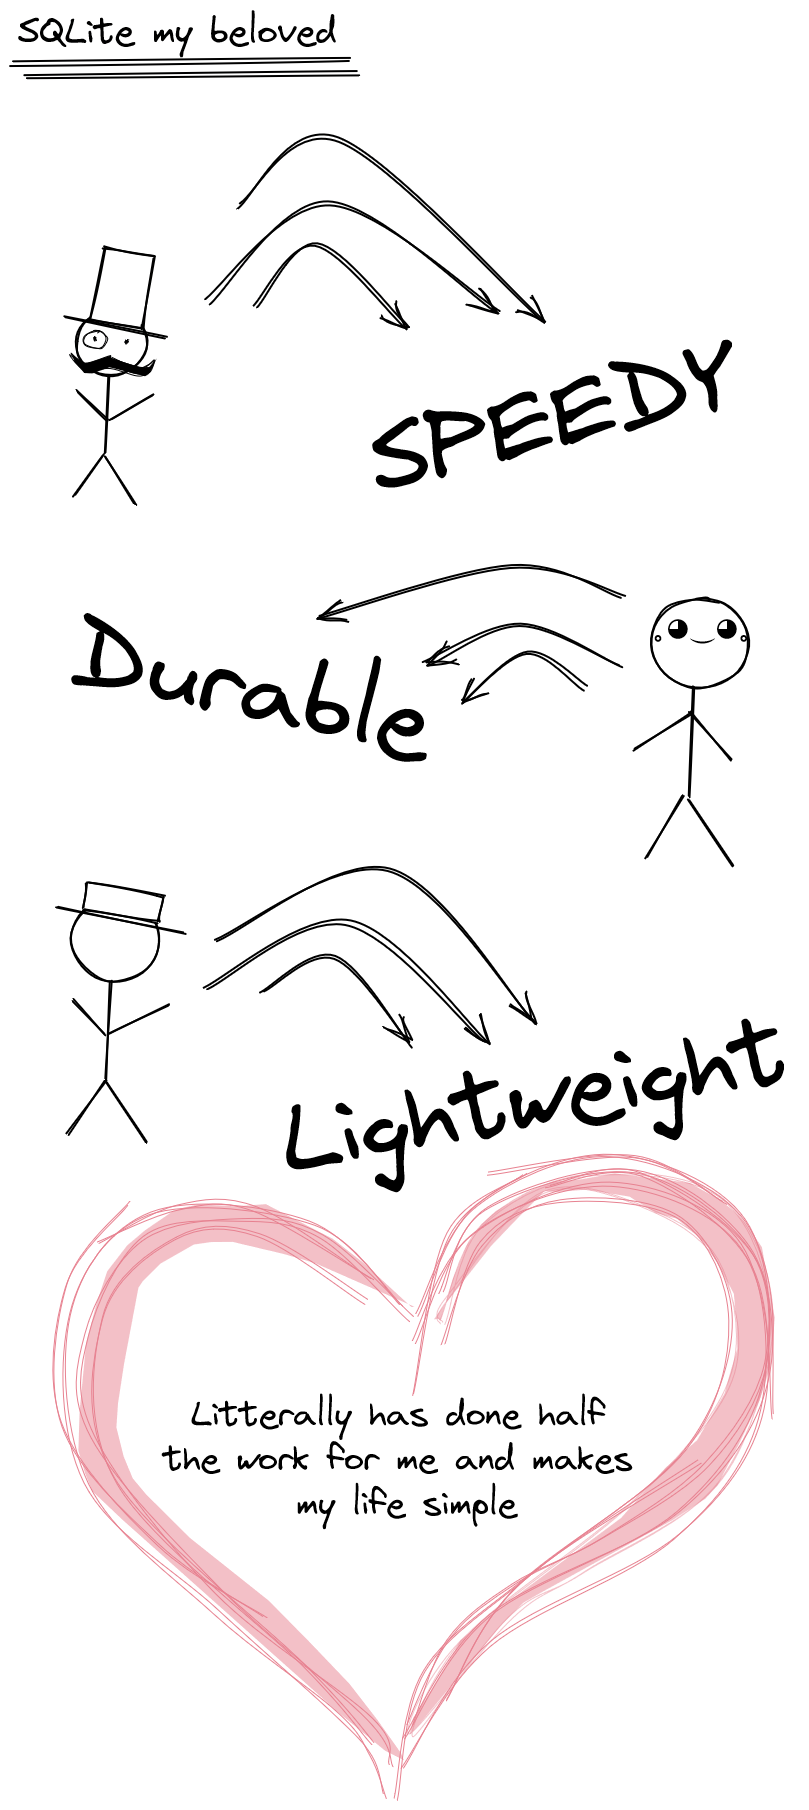 SQLite my beloved
SPEEDY
Durable
Lightweight
Litterally has done half
the work for me and makes
my life simple